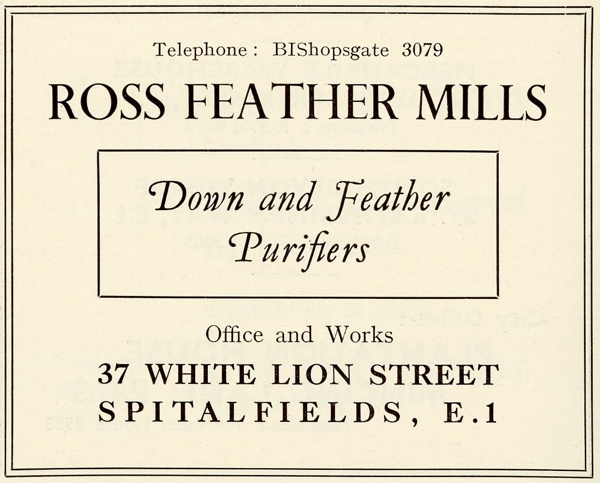 Telephone: BIShopsgate 3079
ROSS FEATHER MILLS
Down and Feather
Purifiers
Office and Works
37 WHITE LION STREET
SPITALFIELDS, E.1